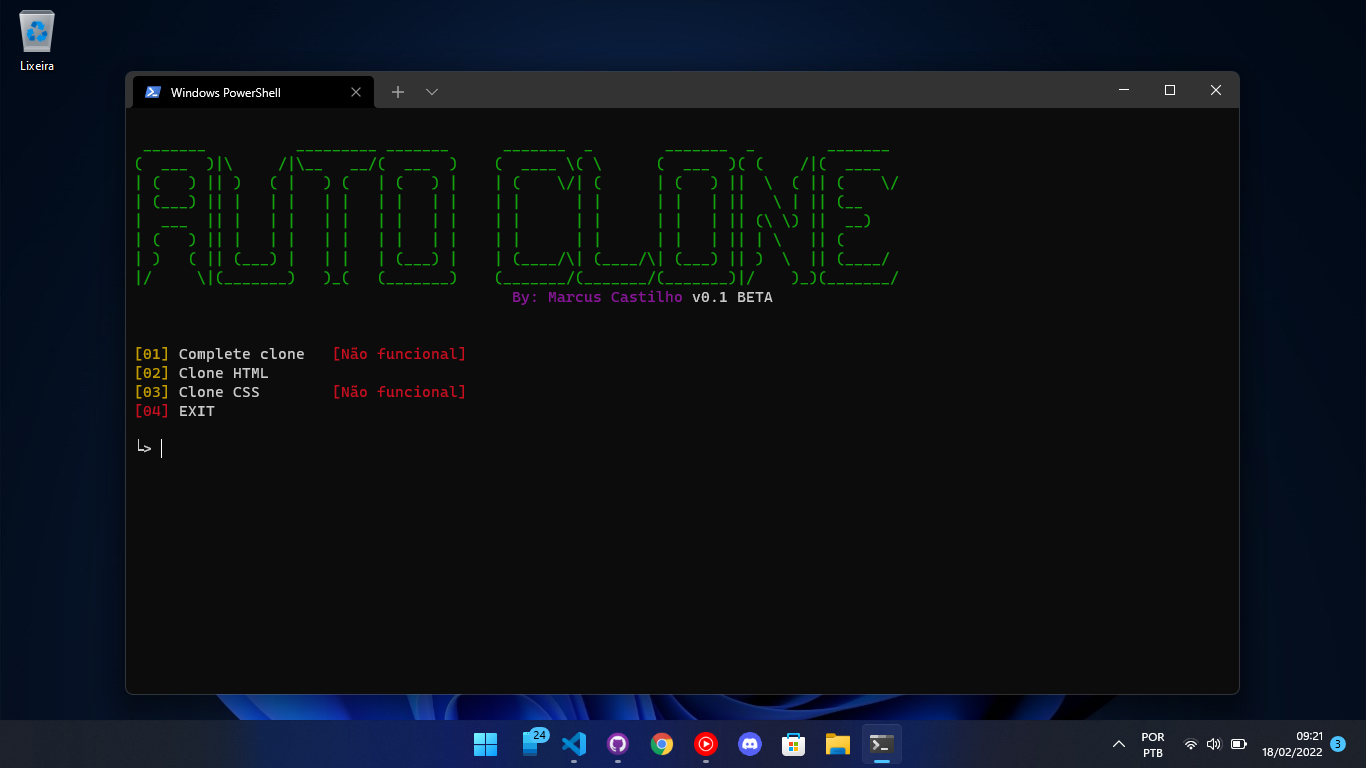 Lixeira
Windows PowerShell
AUTO CLONE
By: Marcus Castilho v0.1 BETA
[01] Complete clone [Não funcional]
[02] Clone HTML
[03] Clone CSS [Não funcional]
[04] EXIT
└>
24
POR
PTB
09:21
18/02/2022
3